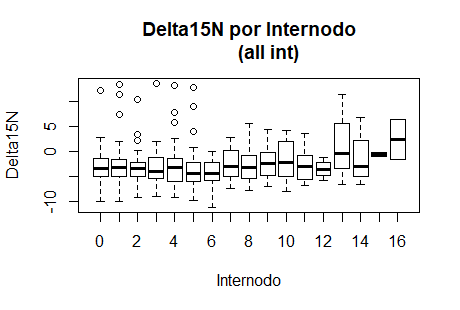 Delta15N por Internodo
(all int)
Delta15N
5
0
-10
0 2 4 6 8 10 12 14 16
Internodo